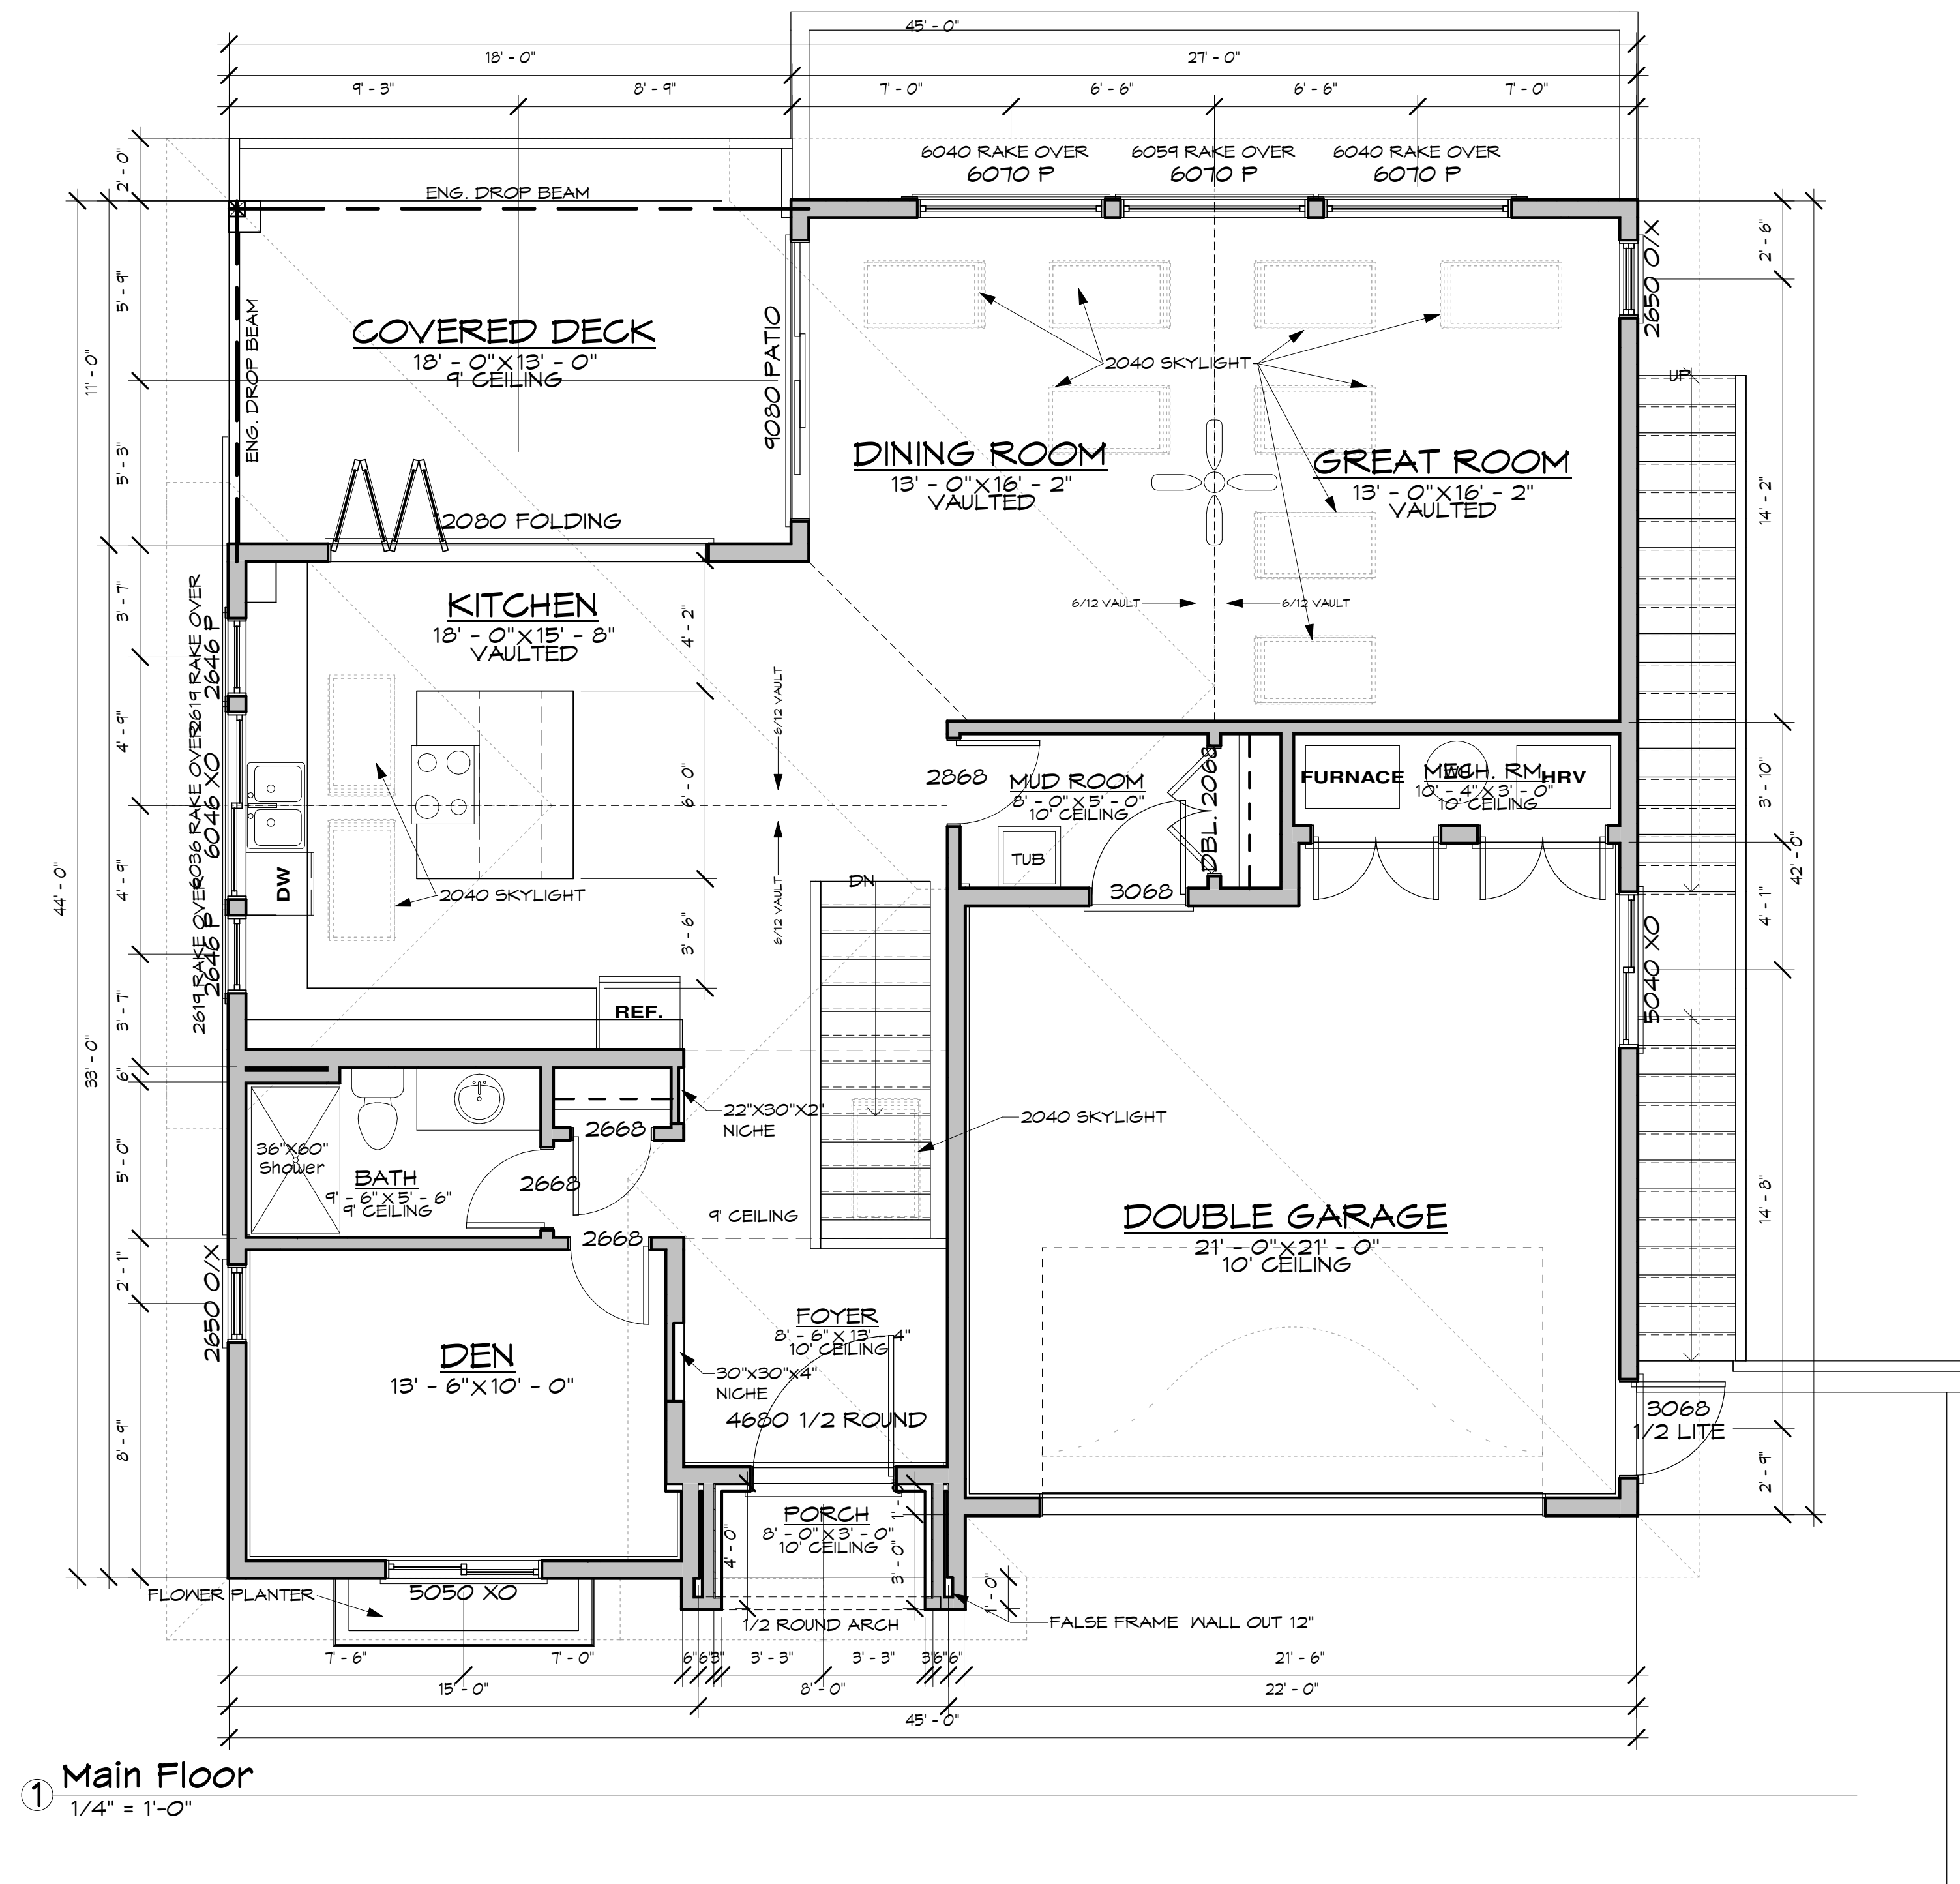 45' - 0"
18' - 0"
27' - 0"
9' - 3"
8' - 9"
7' - 0"
6' - 6"
6' - 6"
7' - 0"
6040 RAKE OVER
6070 P
6059 RAKE OVER
6070 P
6040 RAKE OVER
6070 P
2' - 0"
ENG. DROP BEAM
ENG. DROP BEAM
2650 O/X
2' - 6"
5' - 9"
11' - 0"
5' - 3"
COVERED DECK
18' - 0"X13' - 0"
9' CEILING
9080 PATIO
12080 FOLDING
2040 SKYLIGHT
DINING ROOM
13' - 0"X16' - 2"
VAULTED
GREAT ROOM
13' - 0"X16' - 2"
VAULTED
6/12 VAULT
6/12 VAULT
UP
14' - 2"
3' - 7"
2619 RAKE OVER
2646 P
KITCHEN
18' - 0"X15' - 8"
VAULTED
4' - 2"
6/12 VAULT
4' - 9"
6036 RAKE OVER
6046 XO
6' - 0"
2868
MUD ROOM
8' - 0"X5' - 0"
10' CEILING
DBL. 2068
TUB
3068
FURNACE
MECH. RM.
HRV
10' - 4"X3' - 0"
10' CEILING
3' - 10"
42' - 0"
44' - 0"
4' - 9"
DW
2040 SKYLIGHT
DN
6/12 VAULT
3' - 6"
4' - 1"
5040 XO
2619 RAKE OVER
2646 P
3' - 7"
33' - 0"
REF.
6"
22"X30"X2"
NICHE
2040 SKYLIGHT
2668
5' - 0"
36"X60"
Shower
BATH
9' - 6"X5' - 6"
9' CEILING
2668
9' CEILING
2668
DOUBLE GARAGE
21' - 0"X21' - 0"
10' CEILING
14' - 8"
2' - 1"
2650 O/X
DEN
13' - 6"X10' - 0"
FOYER
8' - 6"X13' - 4"
10' CEILING
30"X30"X4"
NICHE
4680 1/2 ROUND
3068
1/2 LITE
8' - 9"
2' - 9"
PORCH
8' - 0"X3' - 0"
10' CEILING
4' - 0"
3' - 0"
1' - 0"
FLOWER PLANTER
5050 XO
1/2 ROUND ARCH
FALSE FRAME WALL OUT 12"
7' - 6"
7' - 0"
6"
6"
3"
3' - 3"
3' - 3"
3"
6"
6"
21' - 6"
15' - 0"
8' - 0"
22' - 0"
45' - 0"
1
Main Floor
1/4" = 1'-0"